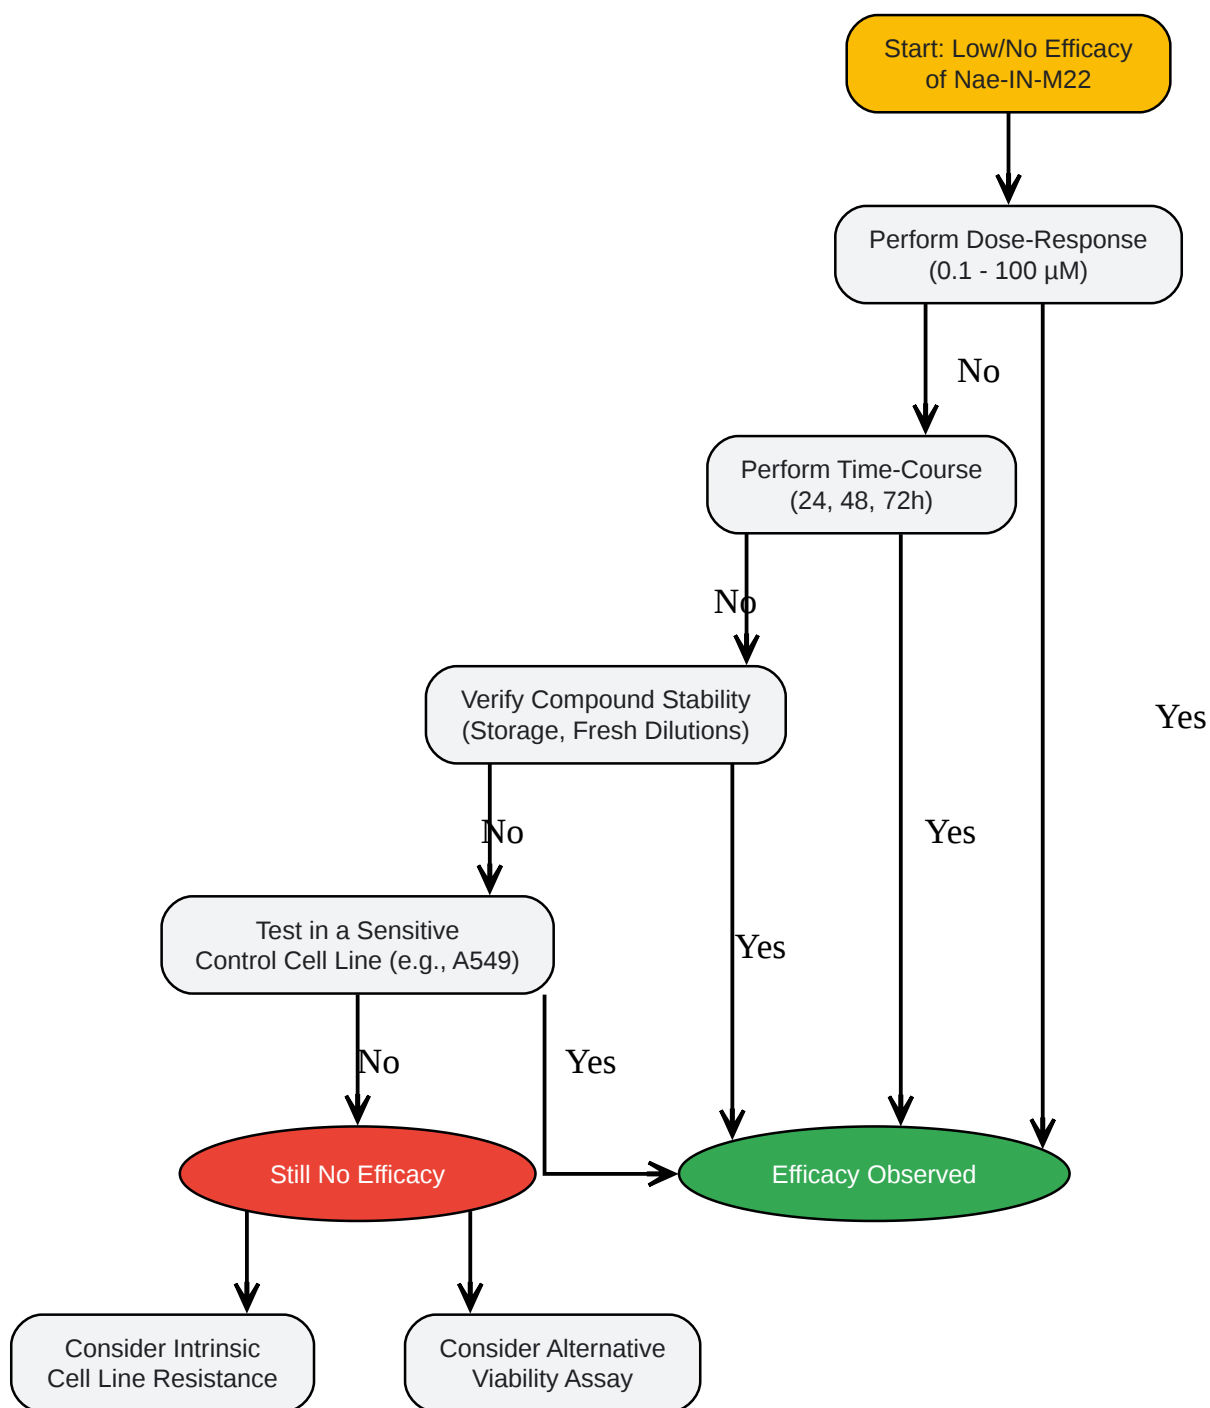 Start: Low/No Efficacy
of Nae-IN-M22
Perform Dose-Response
(0.1 - 100 µM)
No
Perform Time-Course
(24, 48, 72h)
No
Verify Compound Stability
(Storage, Fresh Dilutions)
Yes
No
Yes
Test in a Sensitive
Control Cell Line (e.g., A549)
Yes
No
Yes
Still No Efficacy
Efficacy Observed
Consider Intrinsic
Cell Line Resistance
Consider Alternative
Viability Assay